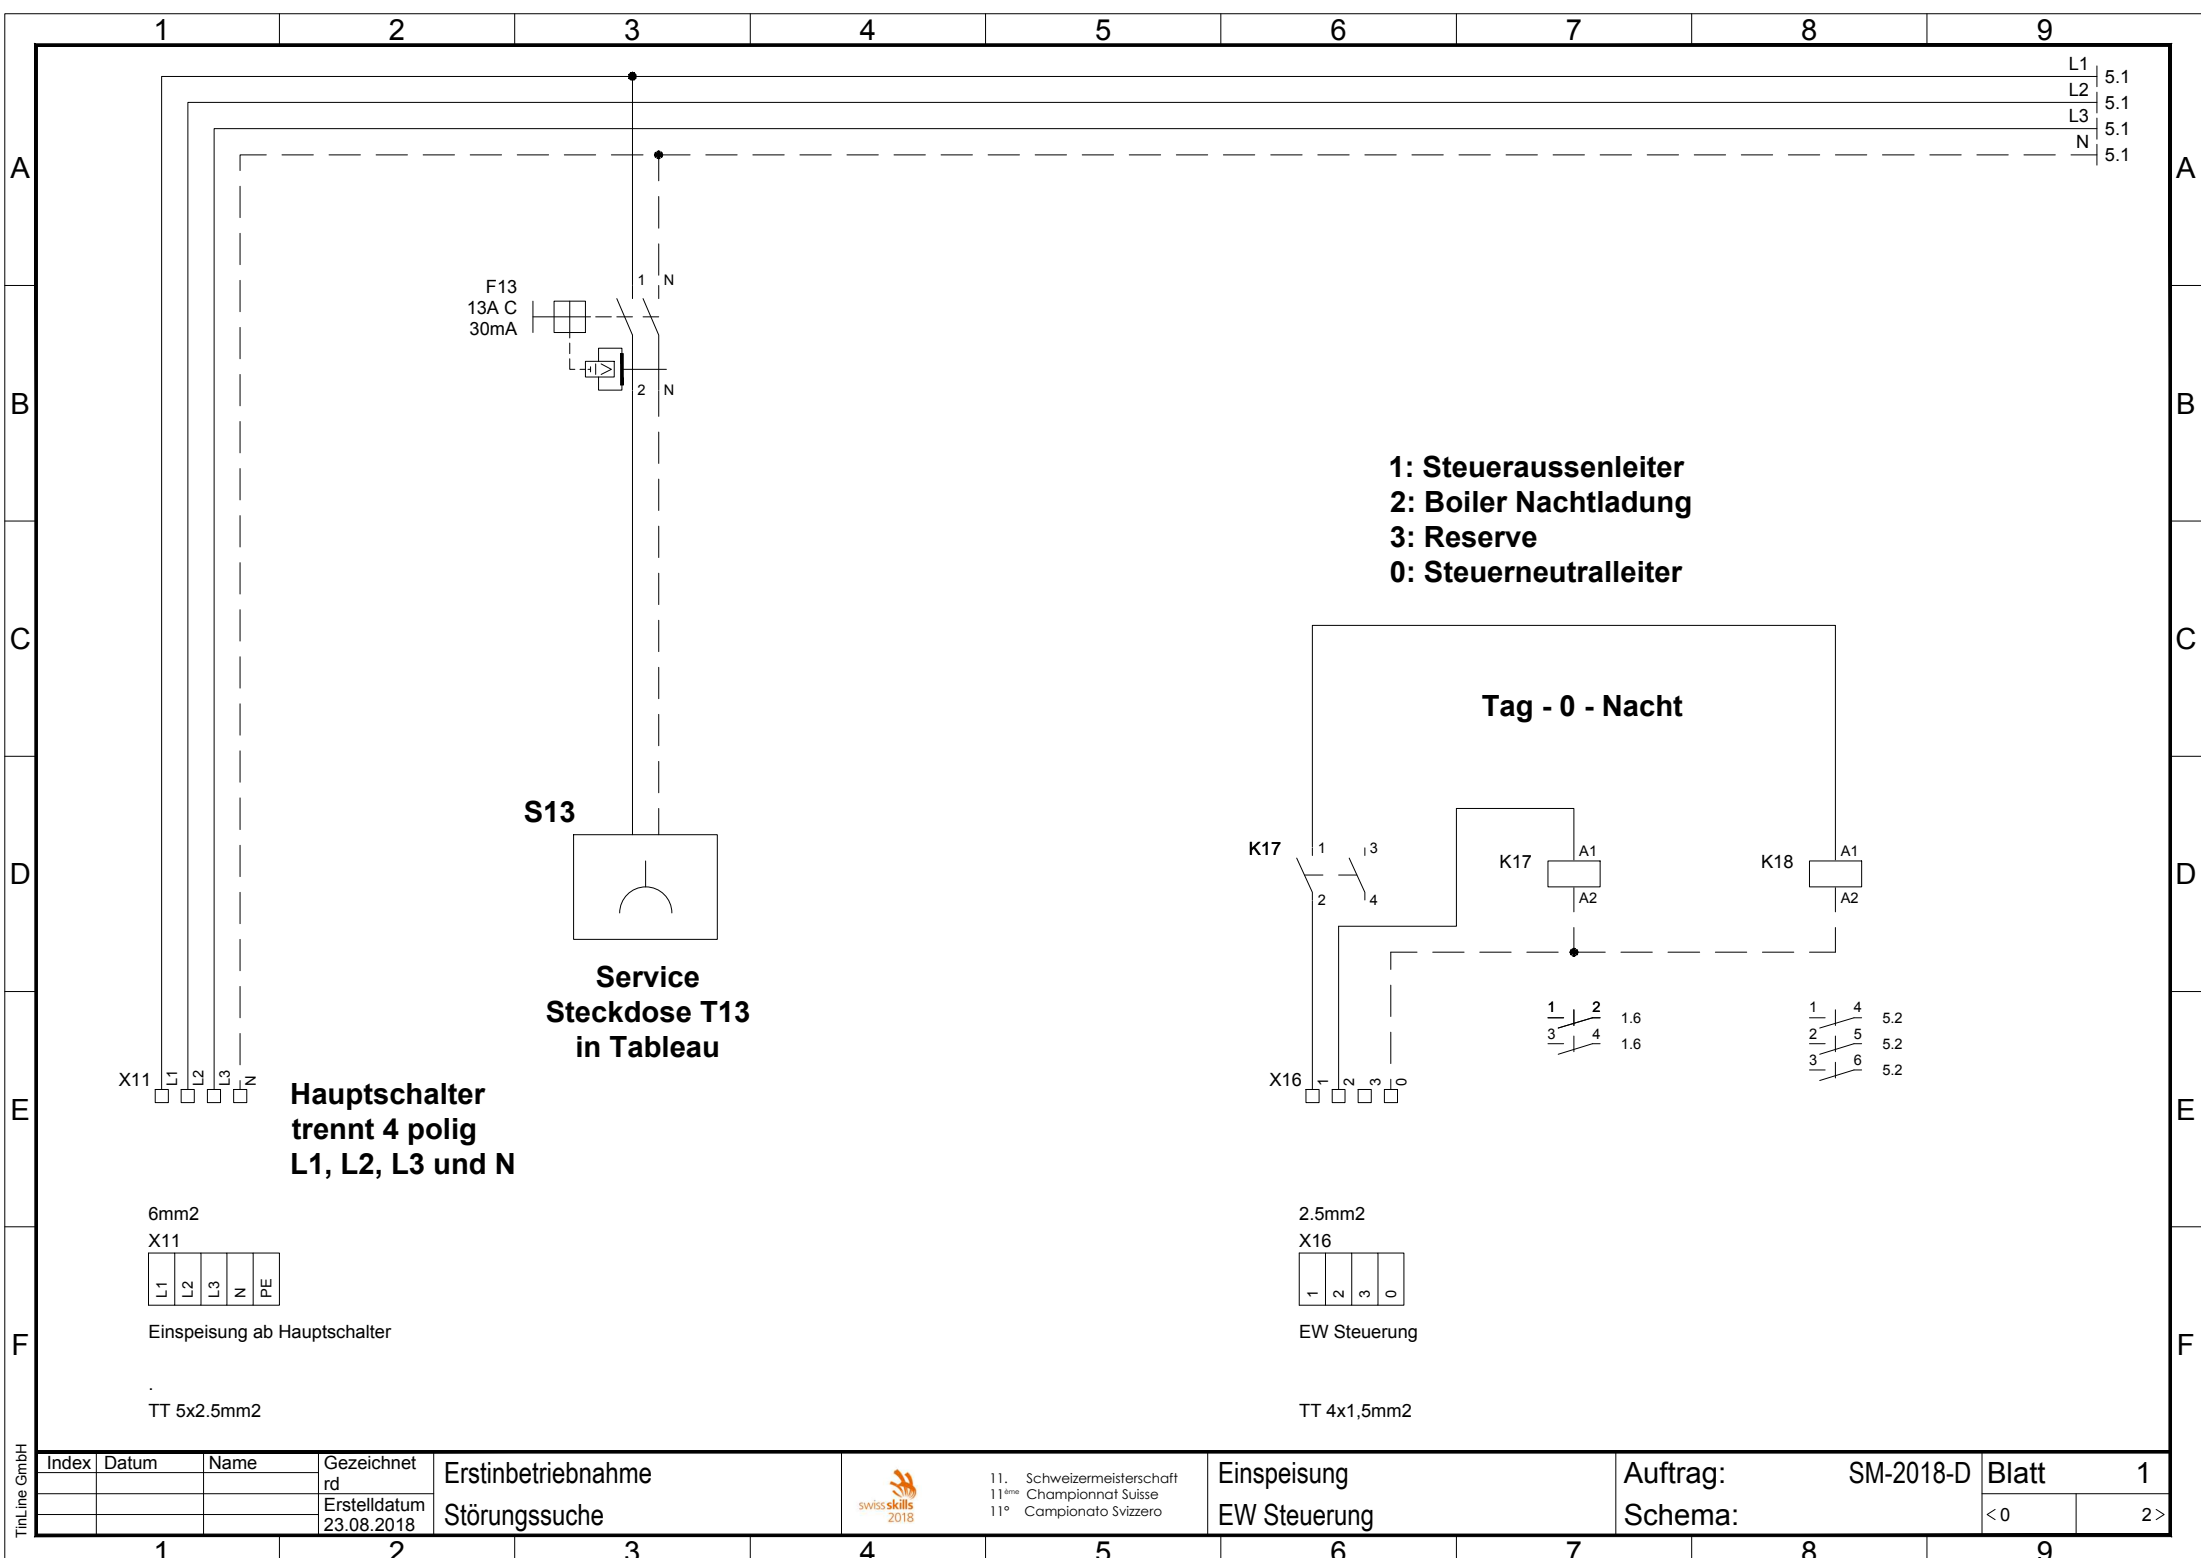 1 2 3 4 5 6 7 8 9
L1 5.1
L2 5.1
L3 5.1
N 5.1
A A
1 N
F13
13A C
30mA
2 N
B B
1: Steueraussenleiter
2: Boiler Nachtladung
3: Reserve
0: Steuerneutralleiter
C C
Tag - 0 - Nacht
S13
K17 1 3
2 4
K17 A1
A2
K18 A1
A2
D D
Service
Steckdose T13
in Tableau
1 2 1.6
3 4 1.6
1 4 5.2
2 5 5.2
3 6 5.2
X11 L1 L2 L3 N
X16 1 2 3 0
Hauptschalter
trennt 4 polig
L1, L2, L3 und N
E E
6mm2
X11
L1 L2 L3 N PE
Einspeisung ab Hauptschalter
.
TT 5x2.5mm2
2.5mm2
X16
1 2 3 0
EW Steuerung
TT 4x1,5mm2
F F
TinLine GmbH
Index Datum Name
Gezeichnet
rd
Erstelldatum
23.08.2018
Erstinbetriebnahme
Störungssuche
swissskills
2018
11. Schweizermeisterschaft
11ème Championnat Suisse
11° Campionato Svizzero
Einspeisung
EW Steuerung
Auftrag: SM-2018-D
Schema:
Blatt 1
< 0 2 >
1 2 3 4 5 6 7 8 9